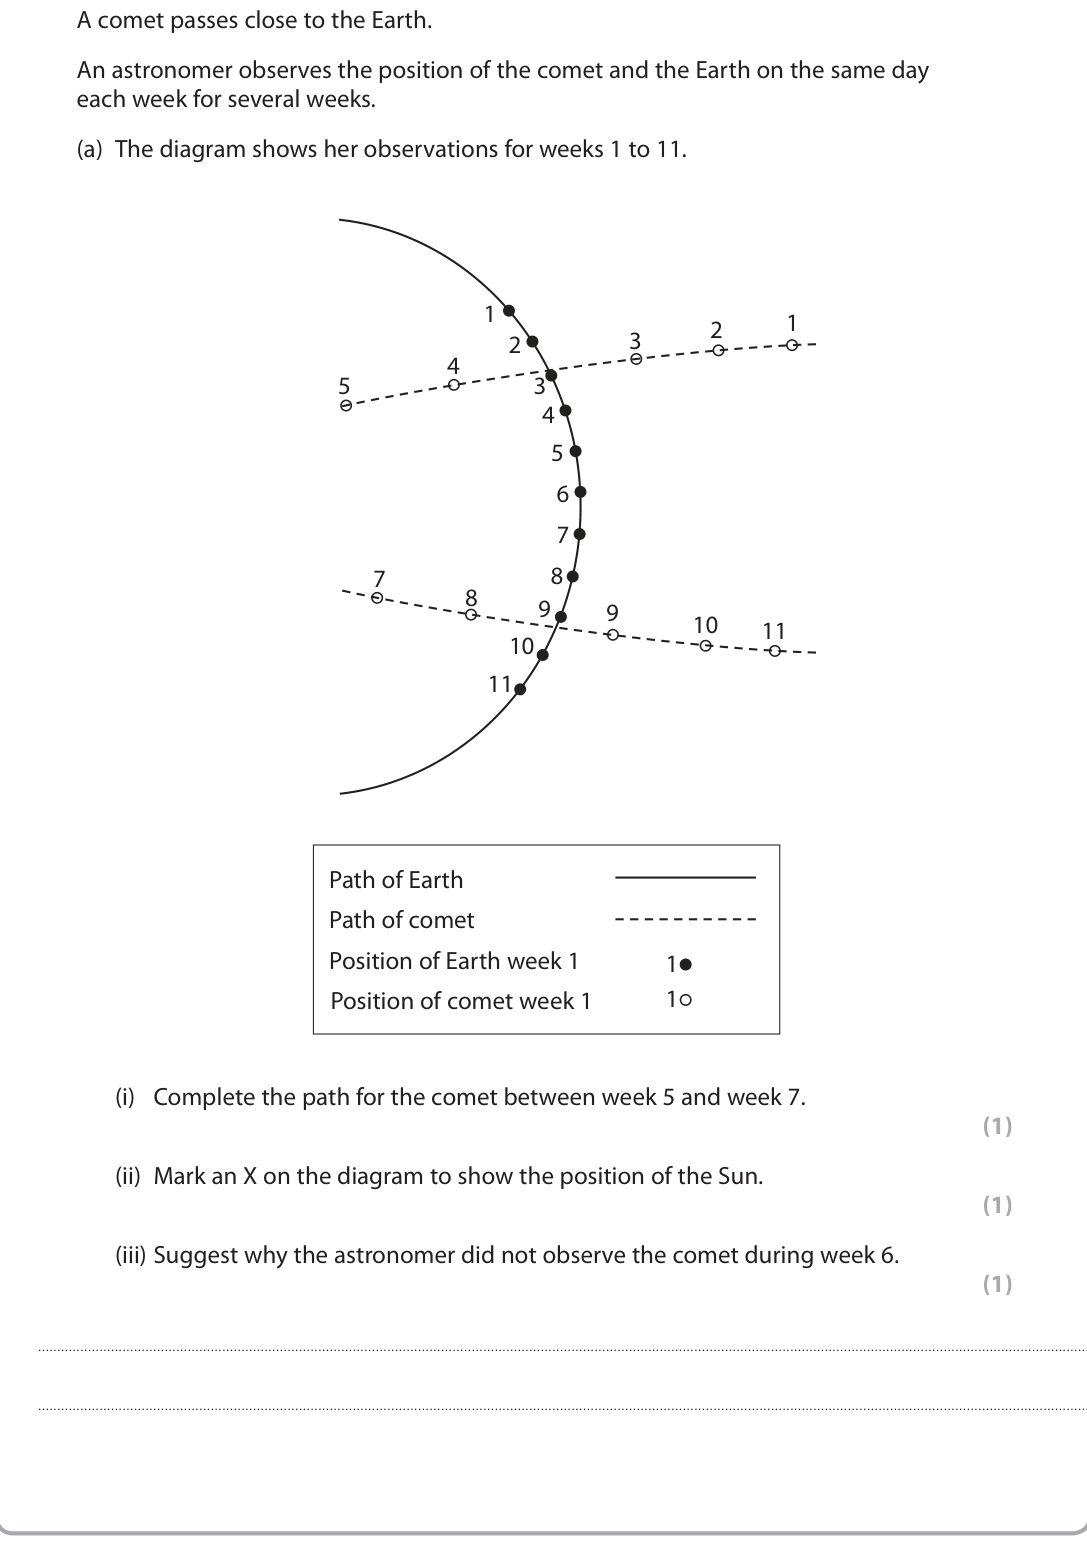 A comet passes close to the Earth.
An astronomer observes the position of the comet and the Earth on the same day
each week for several weeks.
(a) The diagram shows her observations for weeks 1 to 11.
1
1
2
3
2
4
3
5
4
5
6
7
8
7
8
9
9
10
11
10
11
Path of Earth
Path of comet
Position of Earth week 1 1
Position of comet week 1 1
(i) Complete the path for the comet between week 5 and week 7.
(1)
(ii) Mark an X on the diagram to show the position of the Sun.
(1)
(iii) Suggest why the astronomer did not observe the comet during week 6.
(1)